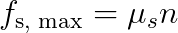 f_{s, max} = μ_s n